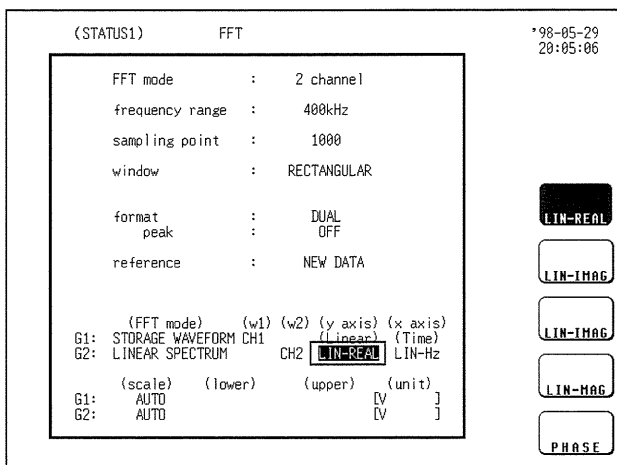 (STATUS1) FFT '98-05-29
20:05:06
FFT mode : 2 channel
frequency range : 400kHz
sampling point : 1000
window : RECTANGULAR
format : DUAL
peak : OFF
reference : NEW DATA
(FFT mode) (w1) (w2) (y axis) (x axis)
G1: STORAGE WAVEFORM CH1 (Linear) (Time)
G2: LINEAR SPECTRUM CH2 LIN-REAL LIN-Hz
(scale) (lower) (upper) (unit)
G1: AUTO [V ]
G2: AUTO [V ]
LIN-REAL
LIN-IMAG
LIN-IMAG
LIN-MAG
PHASE